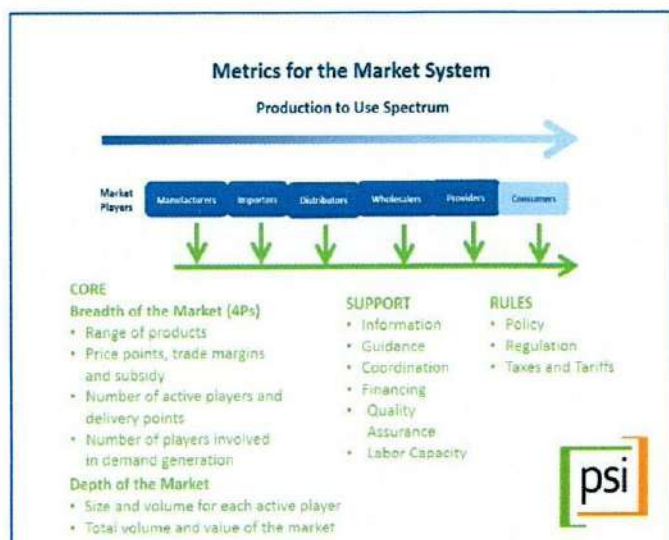 Metrics for the Market System
Production to Use Spectrum
Market
Players
Manufacturers
Importors
Distributors
Wholesalers
Providers
Consumers
CORE
Breadth of the Market (4Ps)
• Range of products
• Price points, trade margins
and subsidy
• Number of active players and
delivery points
• Number of players involved
in demand generation
Depth of the Market
• Size and volume for each active player
• Total volume and value of the market
SUPPORT
• Information
• Guidance
• Coordination
• Financing
• Quality
Assurance
• Labor Capacity
RULES
• Policy
• Regulation
• Taxes and Tariffs
psi